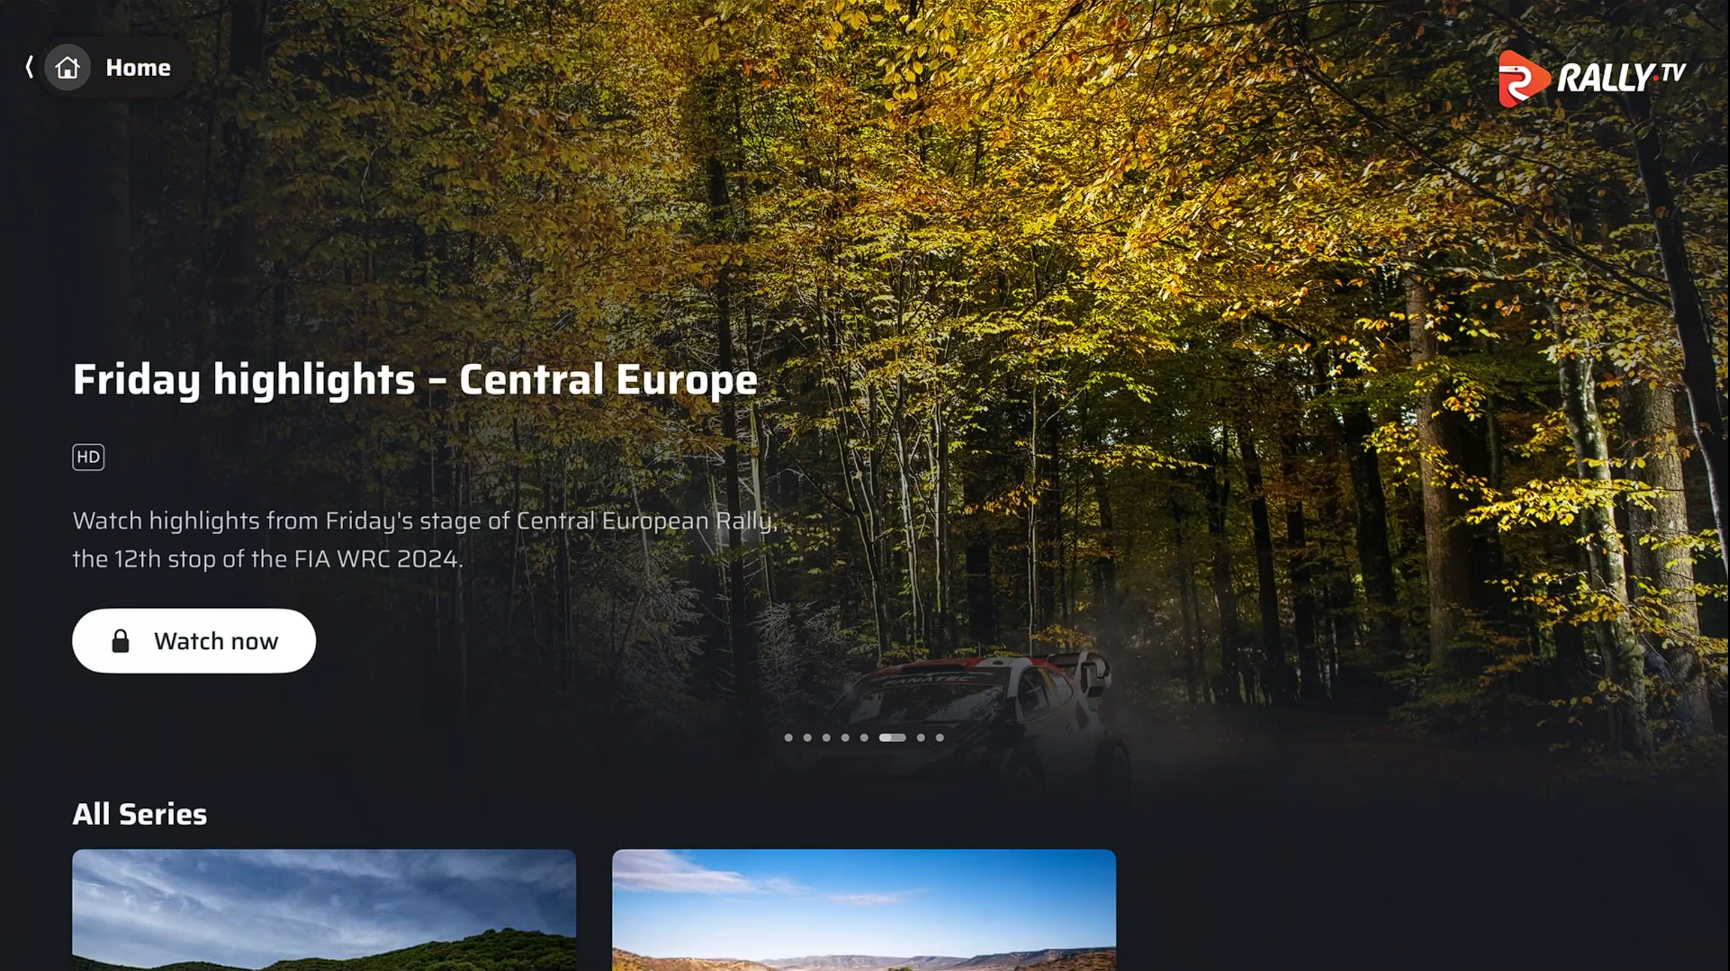 Home
RALLY.TV
Friday highlights – Central Europe
HD
Watch highlights from Friday's stage of Central European Rally,
the 12th stop of the FIA WRC 2024.
Watch now
FANATEC
All Series